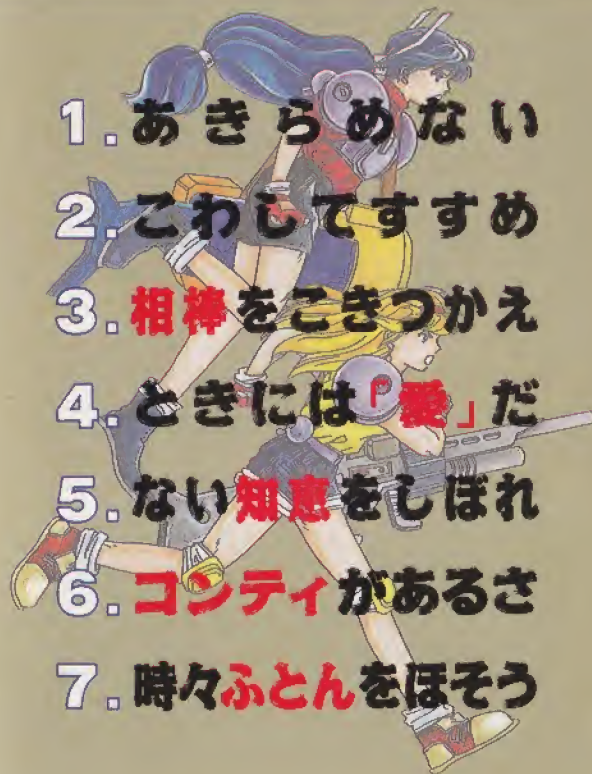 1. あきらめない
2. こわしてすすめ
3. 相棒をこきつかえ
4. ときには「愛」だ
5. ない知恵をしぼれ
6. コンティがあるさ
7. 時々ふとんをほそう